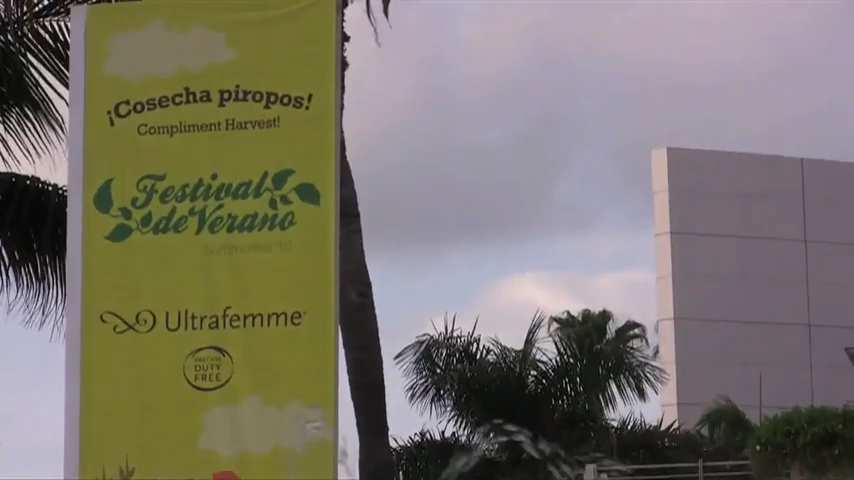 ¡Cosecha piropos!
Compliment Harvest!
Festival
de Verano
Ultrafemme
DUTY
FREE